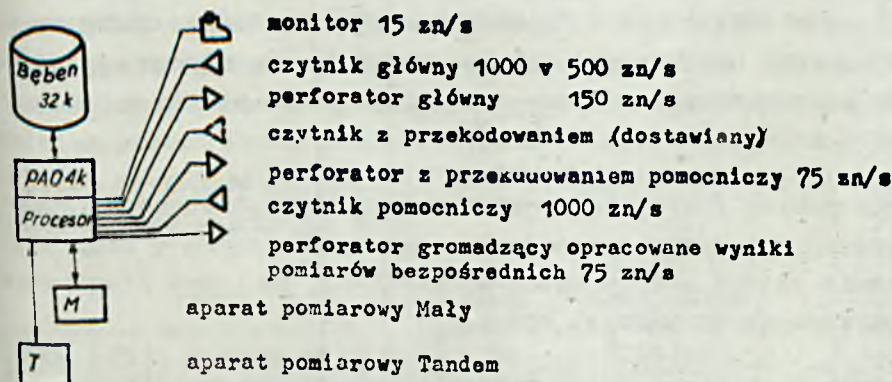 monitor 15 zn/s
Bęben
32k
czytnik główny 1000 v 500 zn/s
perforator główny 150 zn/s
czytnik z przekodowaniem (dostawiany)
PAO 4k
perforator z przekodowaniem pomocniczy 75 zn/s
Procesor
czytnik pomocniczy 1000 zn/s
perforator gromadzący opracowane wyniki
pomiarów bezpośrednich 75 zn/s
M
aparat pomiarowy Mały
T
aparat pomiarowy Tandem